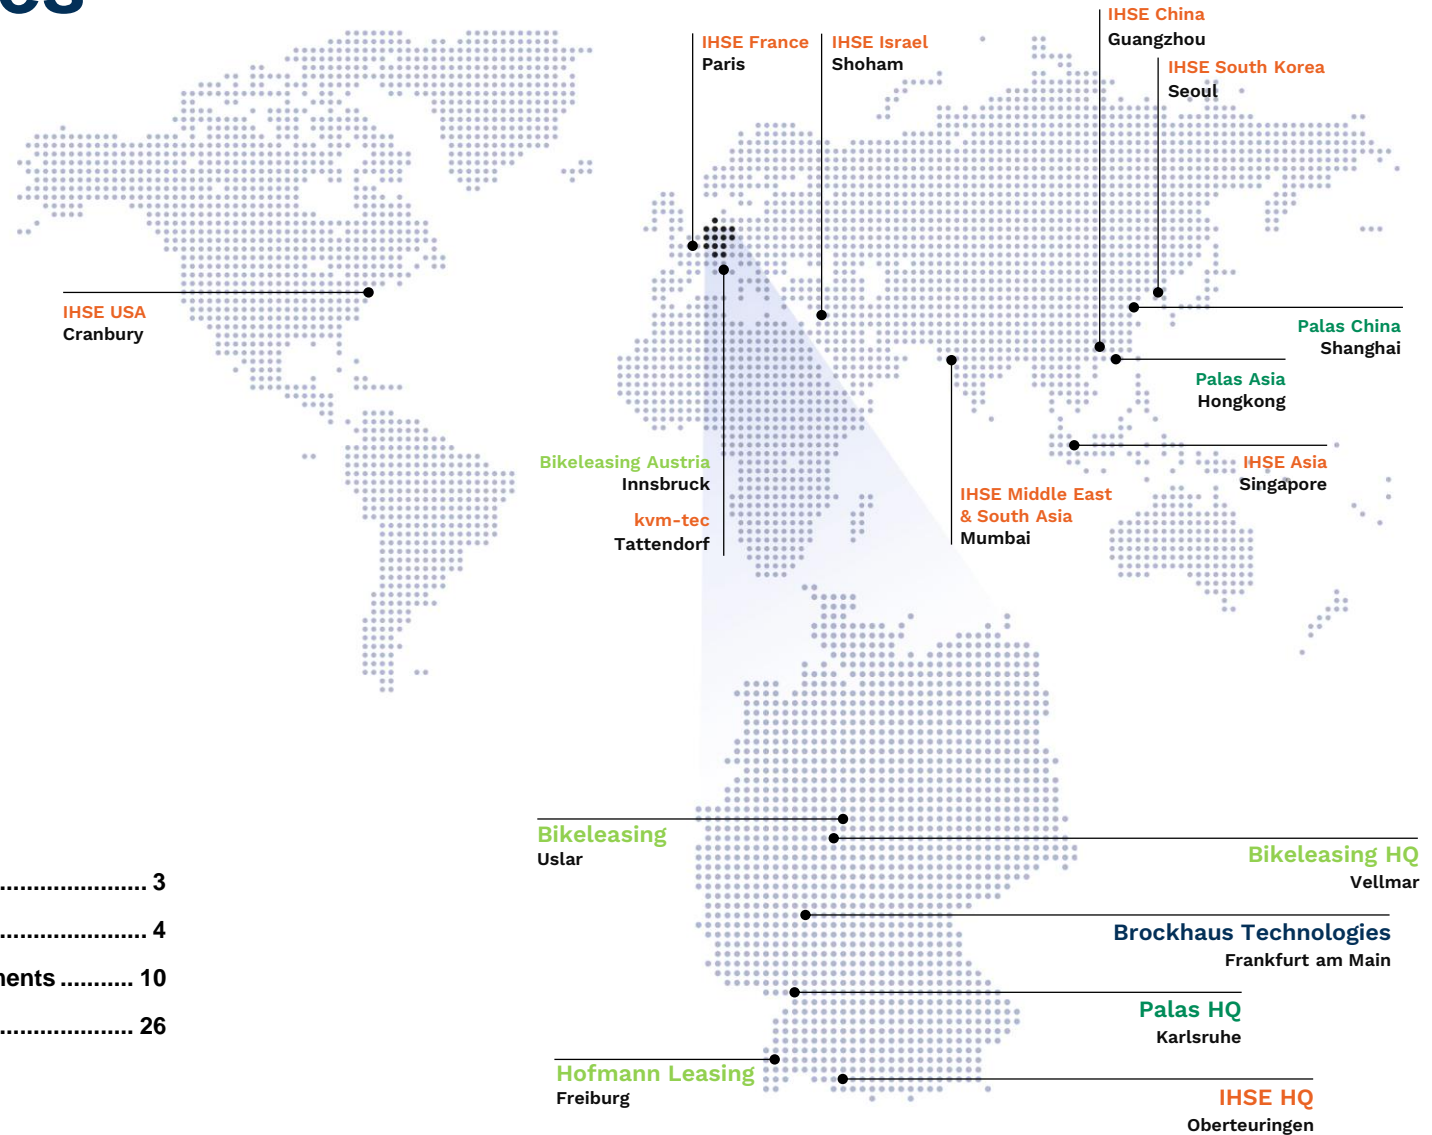 IHSE China
Guangzhou
IHSE France
Paris
IHSE Israel
Shoham
IHSE South Korea
Seoul
IHSE USA
Cranbury
Palas China
Shanghai
Palas Asia
Hongkong
Bikeleasing Austria
Innsbruck
kvm-tec
Tattendorf
IHSE Middle East
& South Asia
Mumbai
IHSE Asia
Singapore
Bikeleasing
Uslar
Bikeleasing HQ
Vellmar
Brockhaus Technologies
Frankfurt am Main
Palas HQ
Karlsruhe
Hofmann Leasing
Freiburg
IHSE HQ
Oberteuringen
...................... 3
...................... 4
ments ........... 10
.................... 26